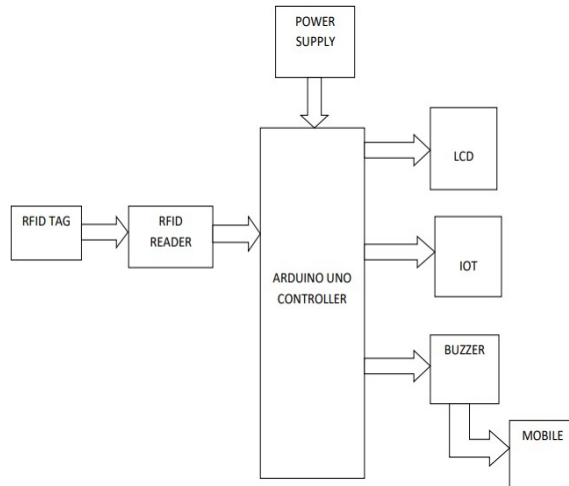 POWER
SUPPLY
LCD
RFID TAG
RFID
READER
ARDUINO UNO
CONTROLLER
IOT
BUZZER
MOBILE